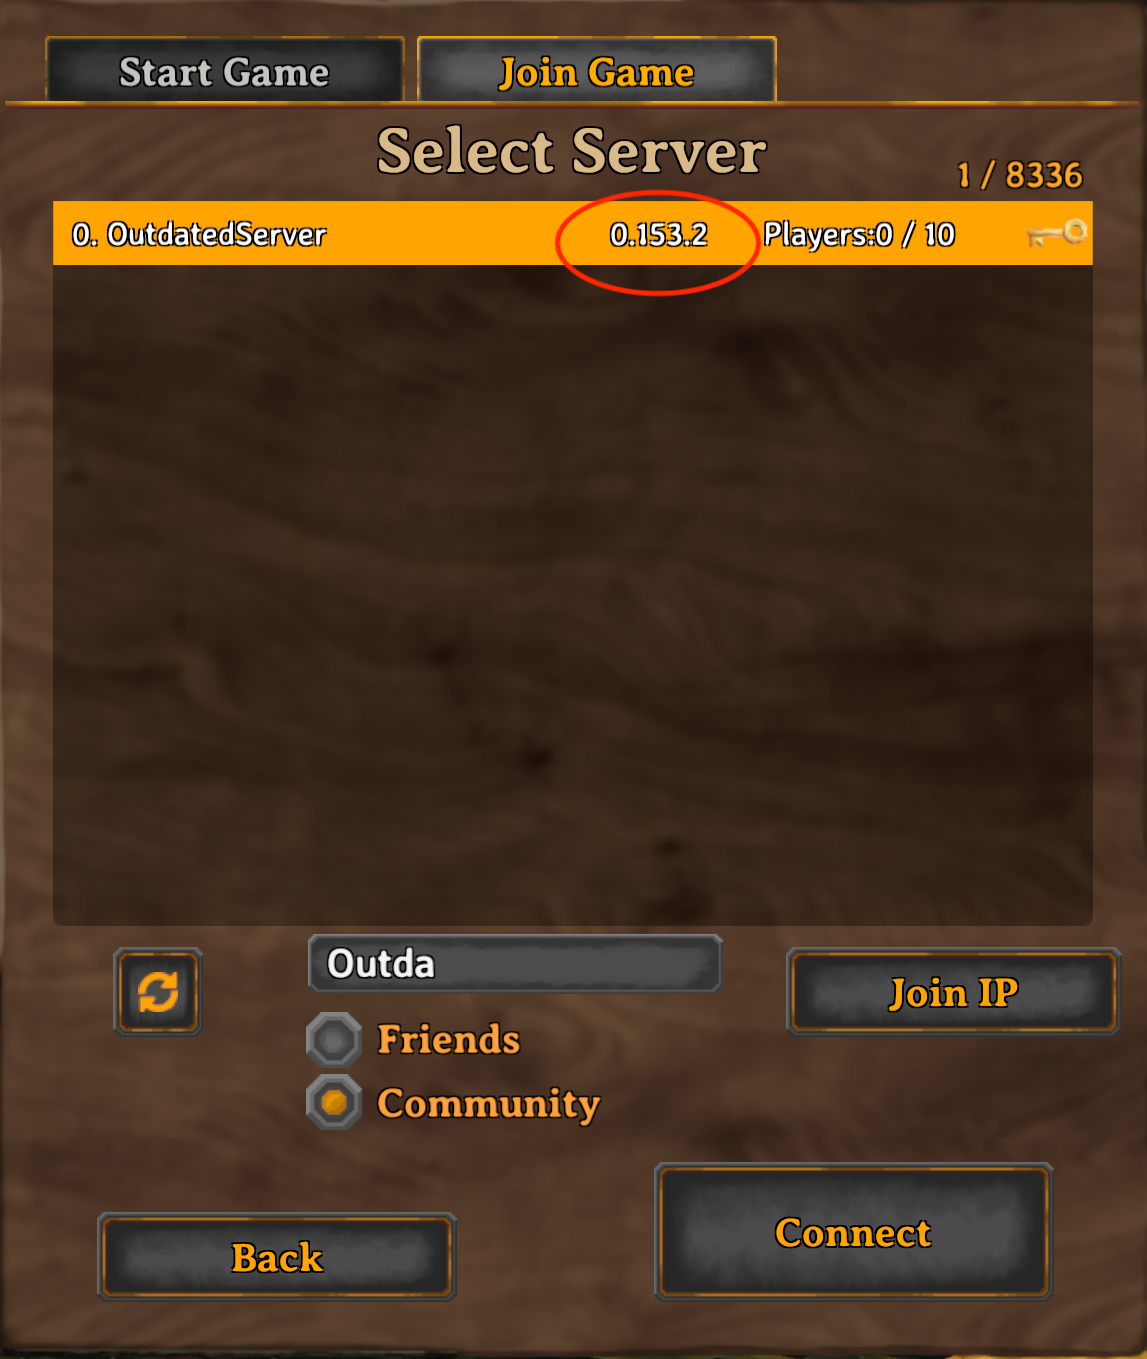 Start Game
Join Game
Select Server
1 / 8336
0. OutdatedServer 0.153.2 Players:0 / 10
Outda
Join IP
Friends
Community
Connect
Back